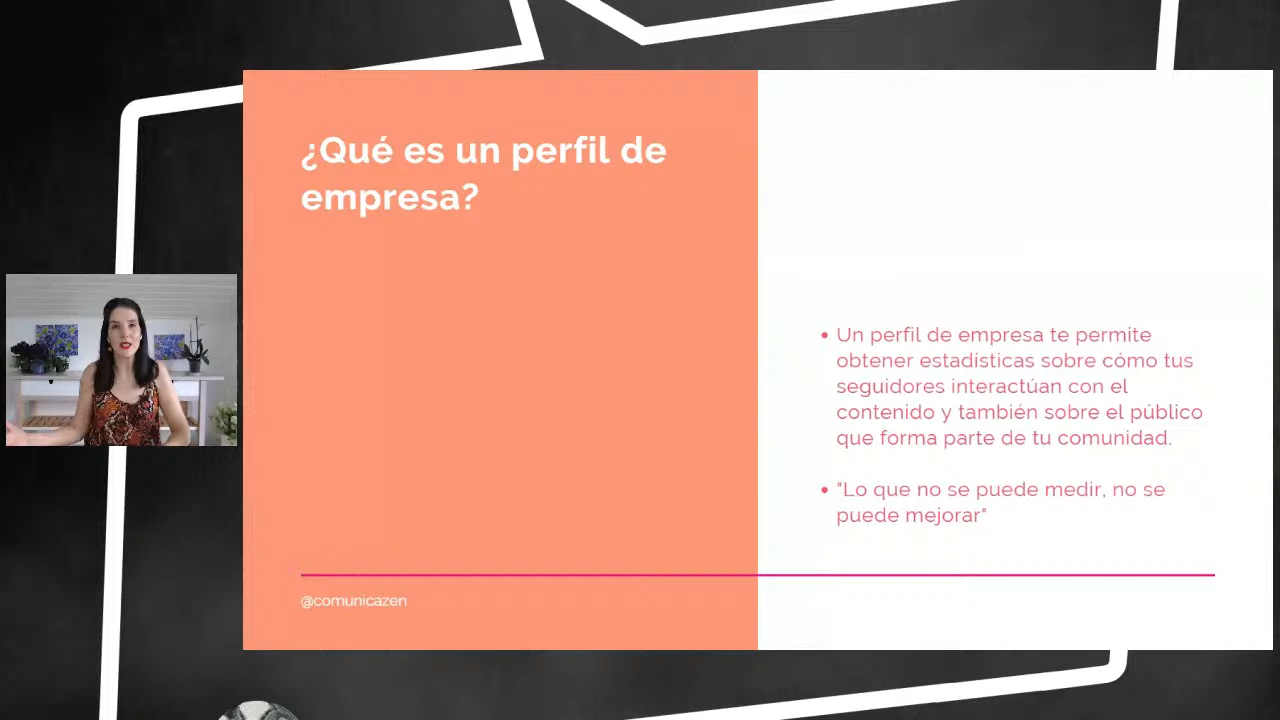 ¿Qué es un perfil de
empresa?
• Un perfil de empresa te permite
obtener estadísticas sobre cómo tus
seguidores interactúan con el
contenido y también sobre el público
que forma parte de tu comunidad.
• "Lo que no se puede medir, no se
puede mejorar"
@comunicazen